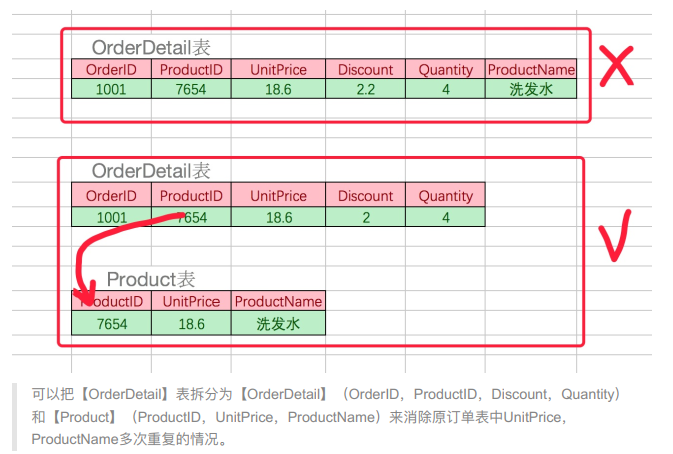 OrderDetail表
OrderID ProductID UnitPrice Discount Quantity ProductName
1001 7654 18.6 2.2 4 洗发水
OrderDetail表
OrderID ProductID UnitPrice Discount Quantity
1001 7654 18.6 2 4
Product表
ProductID UnitPrice ProductName
7654 18.6 洗发水
可以把【OrderDetail】表拆分为【OrderDetail】（OrderID，ProductID，Discount，Quantity）
和【Product】（ProductID，UnitPrice，ProductName）来消除原订单表中UnitPrice，
ProductName多次重复的情况。